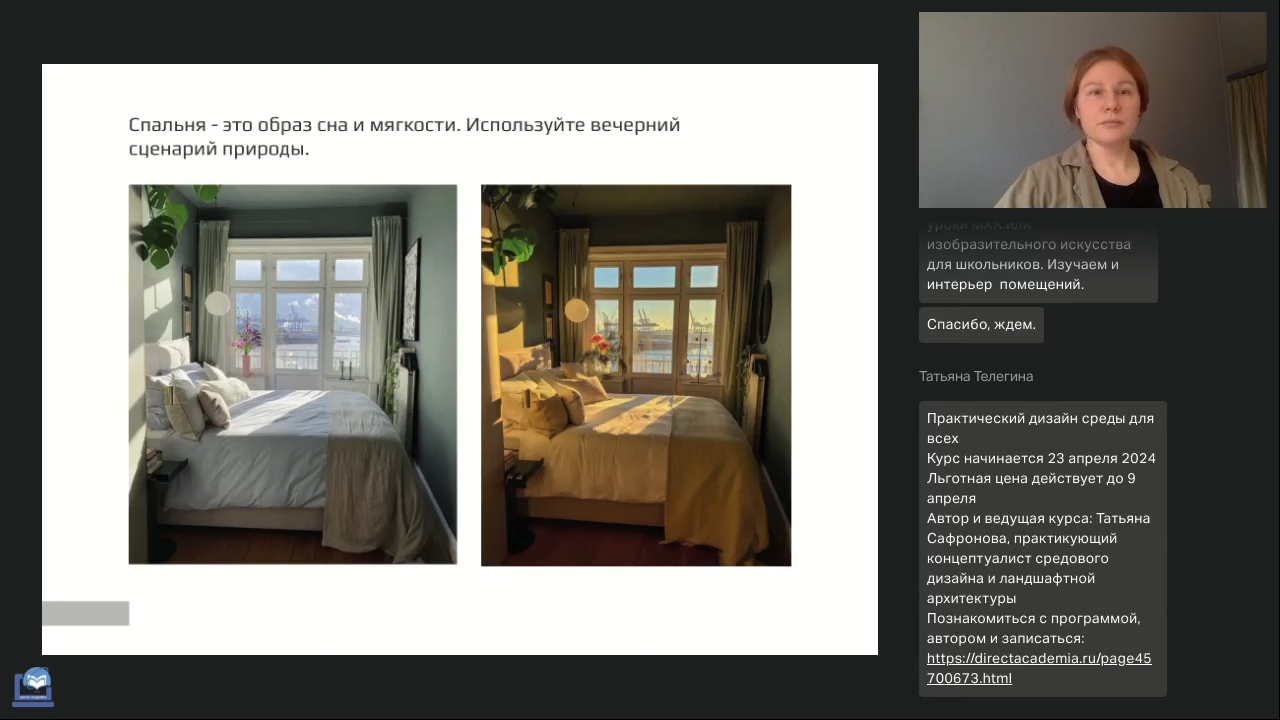 Спальня - это образ сна и мягкости. Используйте вечерний
сценарий природы.
уроки МХК или
изобразительного искусства
для школьников. Изучаем и
интерьер  помещений.
Спасибо, ждем.
Татьяна Телегина
Практический дизайн среды для
всех
Курс начинается 23 апреля 2024
Льготная цена действует до 9
апреля
Автор и ведущая курса: Татьяна
Сафронова, практикующий
концептуалист средового
дизайна и ландшафтной
архитектуры
Познакомиться с программой,
автором и записаться:
https://directacademia.ru/page45
700673.html